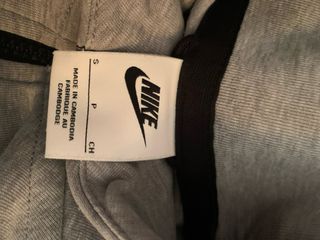 NIKE
S P CH
MADE IN CAMBODIA
FABRIQUÉ AU
CAMBODGE